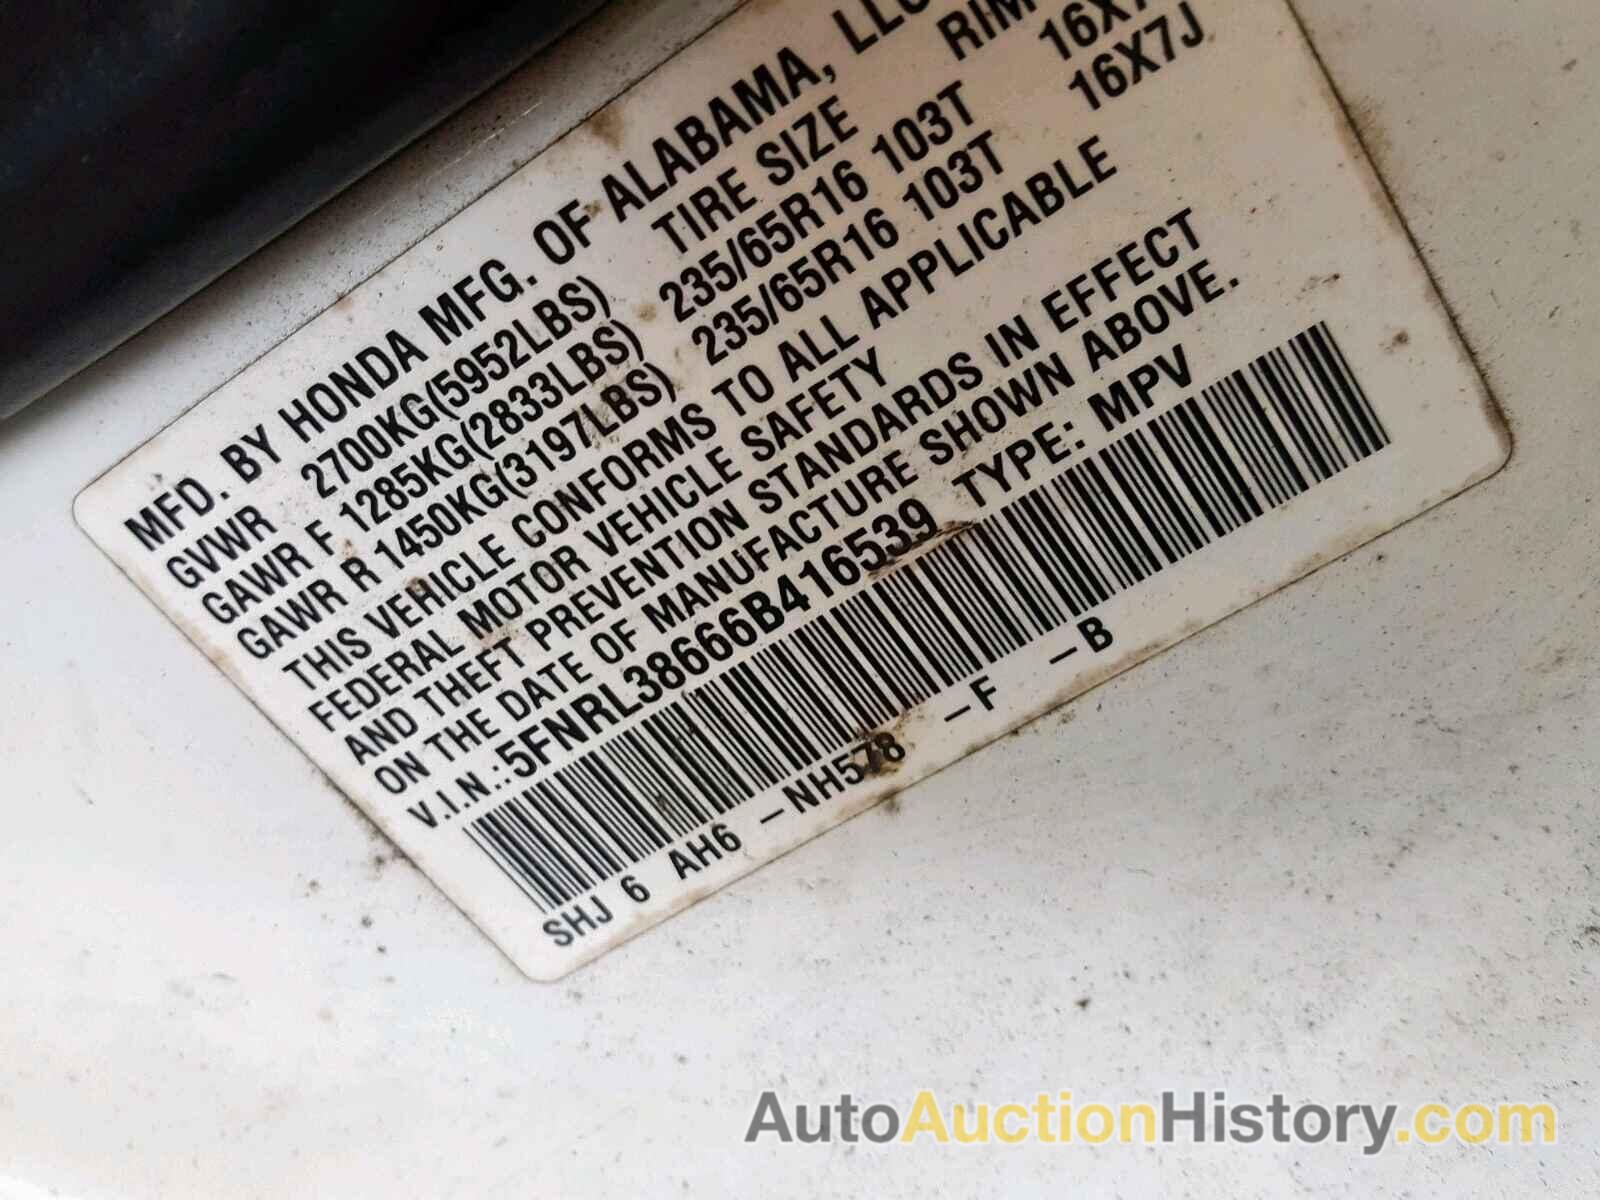 MFD. BY HONDA MFG. OF ALABAMA, LLC
TIRE SIZE RIM
GVWR 2700KG(5952LBS)
GAWR F 1285KG(2833LBS) 235/65R16 103T 16X7
GAWR R 1450KG(3197LBS) 235/65R16 103T 16X7J
THIS VEHICLE CONFORMS TO ALL APPLICABLE
FEDERAL MOTOR VEHICLE SAFETY
AND THEFT PREVENTION STANDARDS IN EFFECT
ON THE DATE OF MANUFACTURE SHOWN ABOVE.
V.I.N.:5FNRL38666B416539 TYPE: MPV
SHJ 6 AH6 -NH578 -F -B
AutoAuctionHistory.com